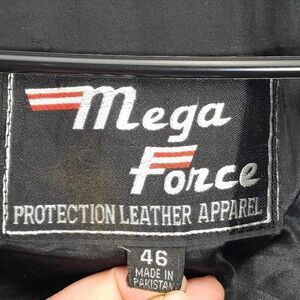 Mega
Force
PROTECTION LEATHER APPAREL
46
MADE IN
PAKISTAN